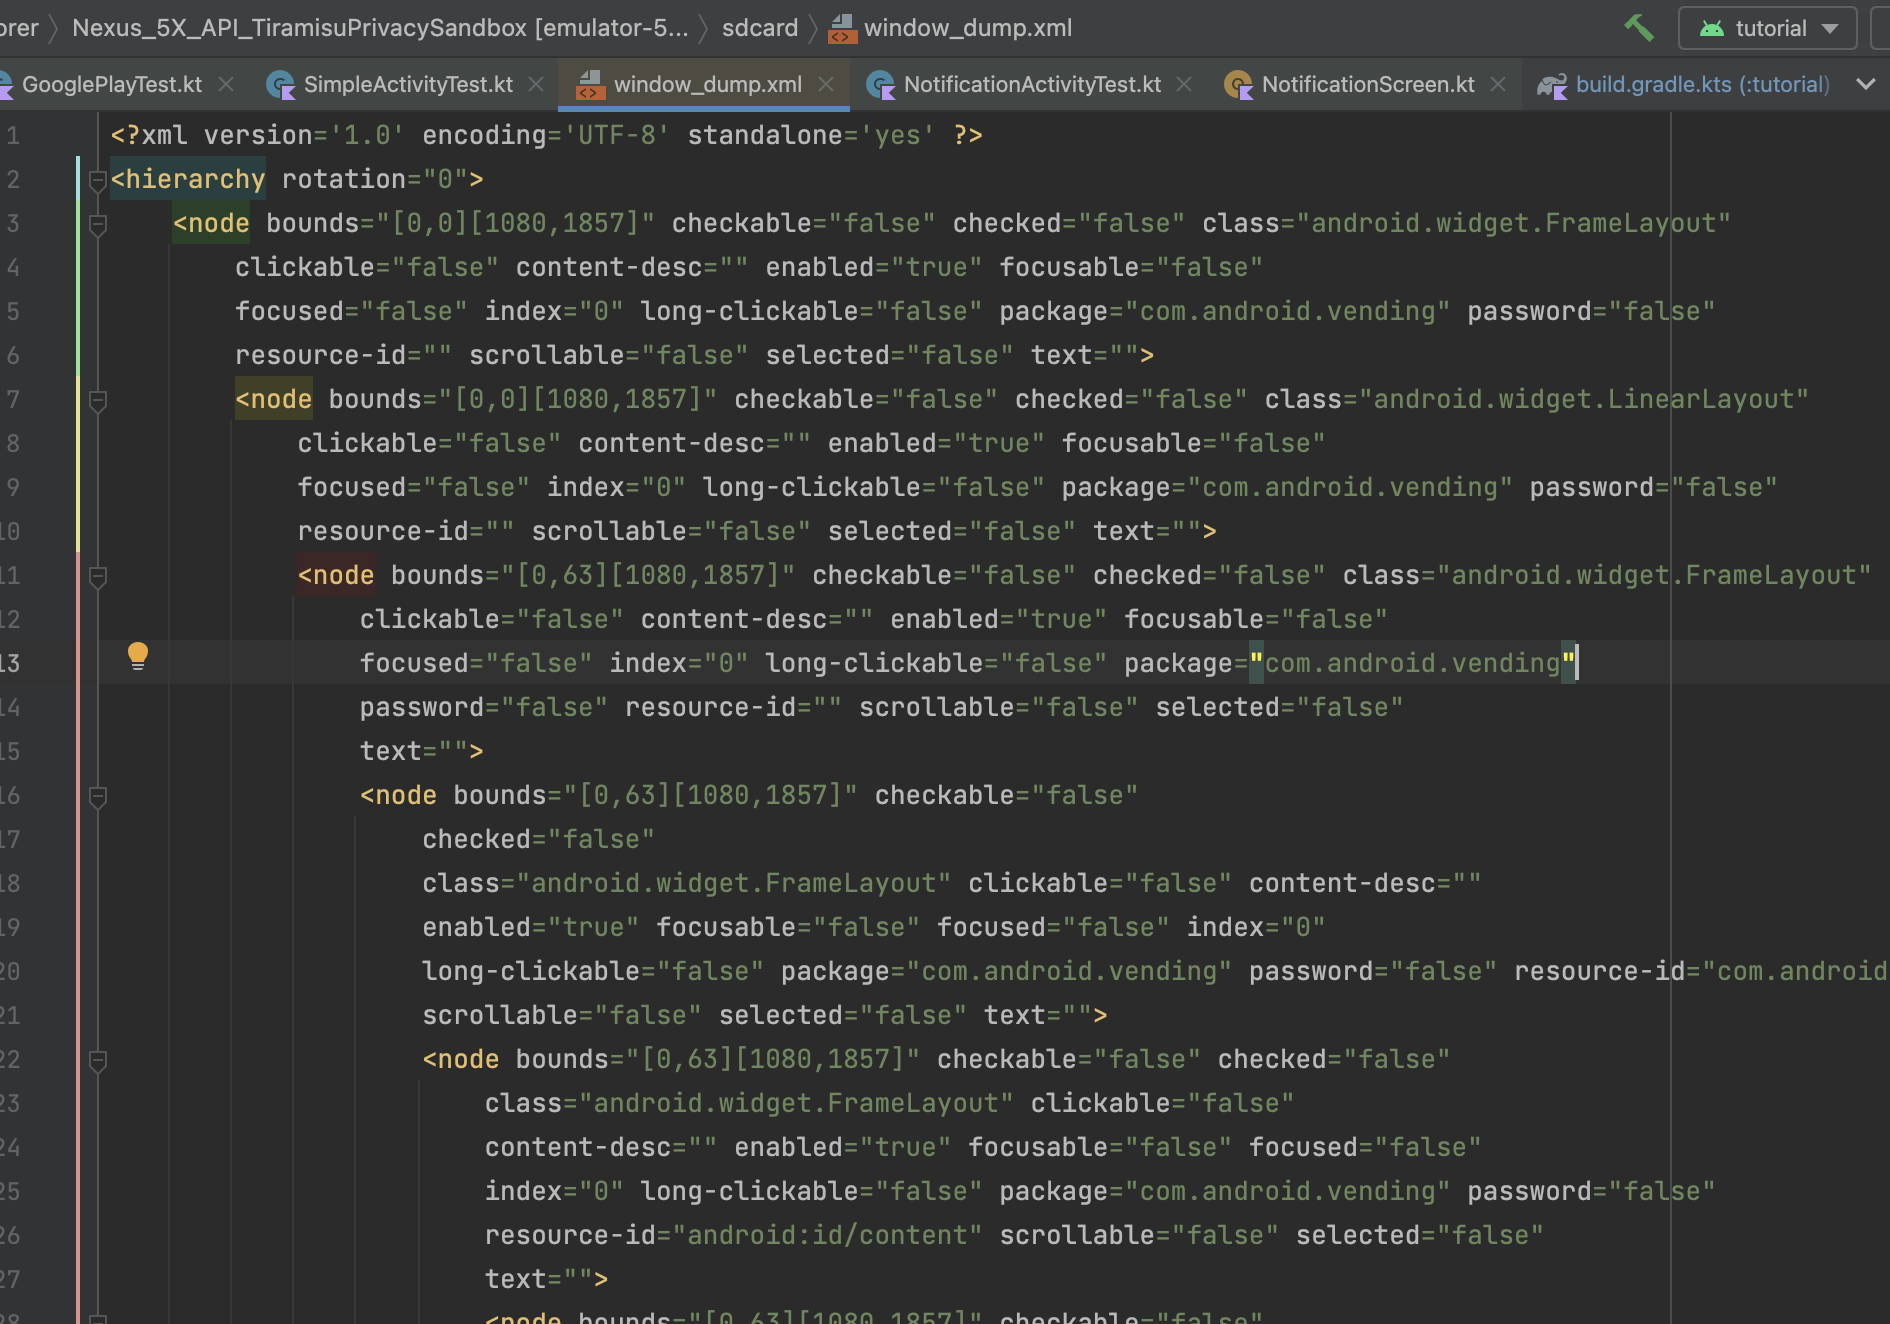 Nexus_5X_API_TiramisuPrivacySandbox [emulator-5... sdcard window_dump.xml tutorial
GooglePlayTest.kt SimpleActivityTest.kt window_dump.xml NotificationActivityTest.kt NotificationScreen.kt build.gradle.kts (:tutorial)
1 <?xml version='1.0' encoding='UTF-8' standalone='yes' ?>
2 <hierarchy rotation="0">
3 <node bounds="[0,0][1080,1857]" checkable="false" checked="false" class="android.widget.FrameLayout"
4 clickable="false" content-desc="" enabled="true" focusable="false"
5 focused="false" index="0" long-clickable="false" package="com.android.vending" password="false"
6 resource-id="" scrollable="false" selected="false" text="">
7 <node bounds="[0,0][1080,1857]" checkable="false" checked="false" class="android.widget.LinearLayout"
8 clickable="false" content-desc="" enabled="true" focusable="false"
9 focused="false" index="0" long-clickable="false" package="com.android.vending" password="false"
10 resource-id="" scrollable="false" selected="false" text="">
11 <node bounds="[0,63][1080,1857]" checkable="false" checked="false" class="android.widget.FrameLayout"
12 clickable="false" content-desc="" enabled="true" focusable="false"
13 focused="false" index="0" long-clickable="false" package="com.android.vending"
14 password="false" resource-id="" scrollable="false" selected="false"
15 text="">
16 <node bounds="[0,63][1080,1857]" checkable="false"
17 checked="false"
18 class="android.widget.FrameLayout" clickable="false" content-desc=""
19 enabled="true" focusable="false" focused="false" index="0"
20 long-clickable="false" package="com.android.vending" password="false" resource-id="com.android
21 scrollable="false" selected="false" text="">
22 <node bounds="[0,63][1080,1857]" checkable="false" checked="false"
23 class="android.widget.FrameLayout" clickable="false"
24 content-desc="" enabled="true" focusable="false" focused="false"
25 index="0" long-clickable="false" package="com.android.vending" password="false"
26 resource-id="android:id/content" scrollable="false" selected="false"
27 text="">
28 <node bounds="[0,63][1080,1857]" checkable="false"